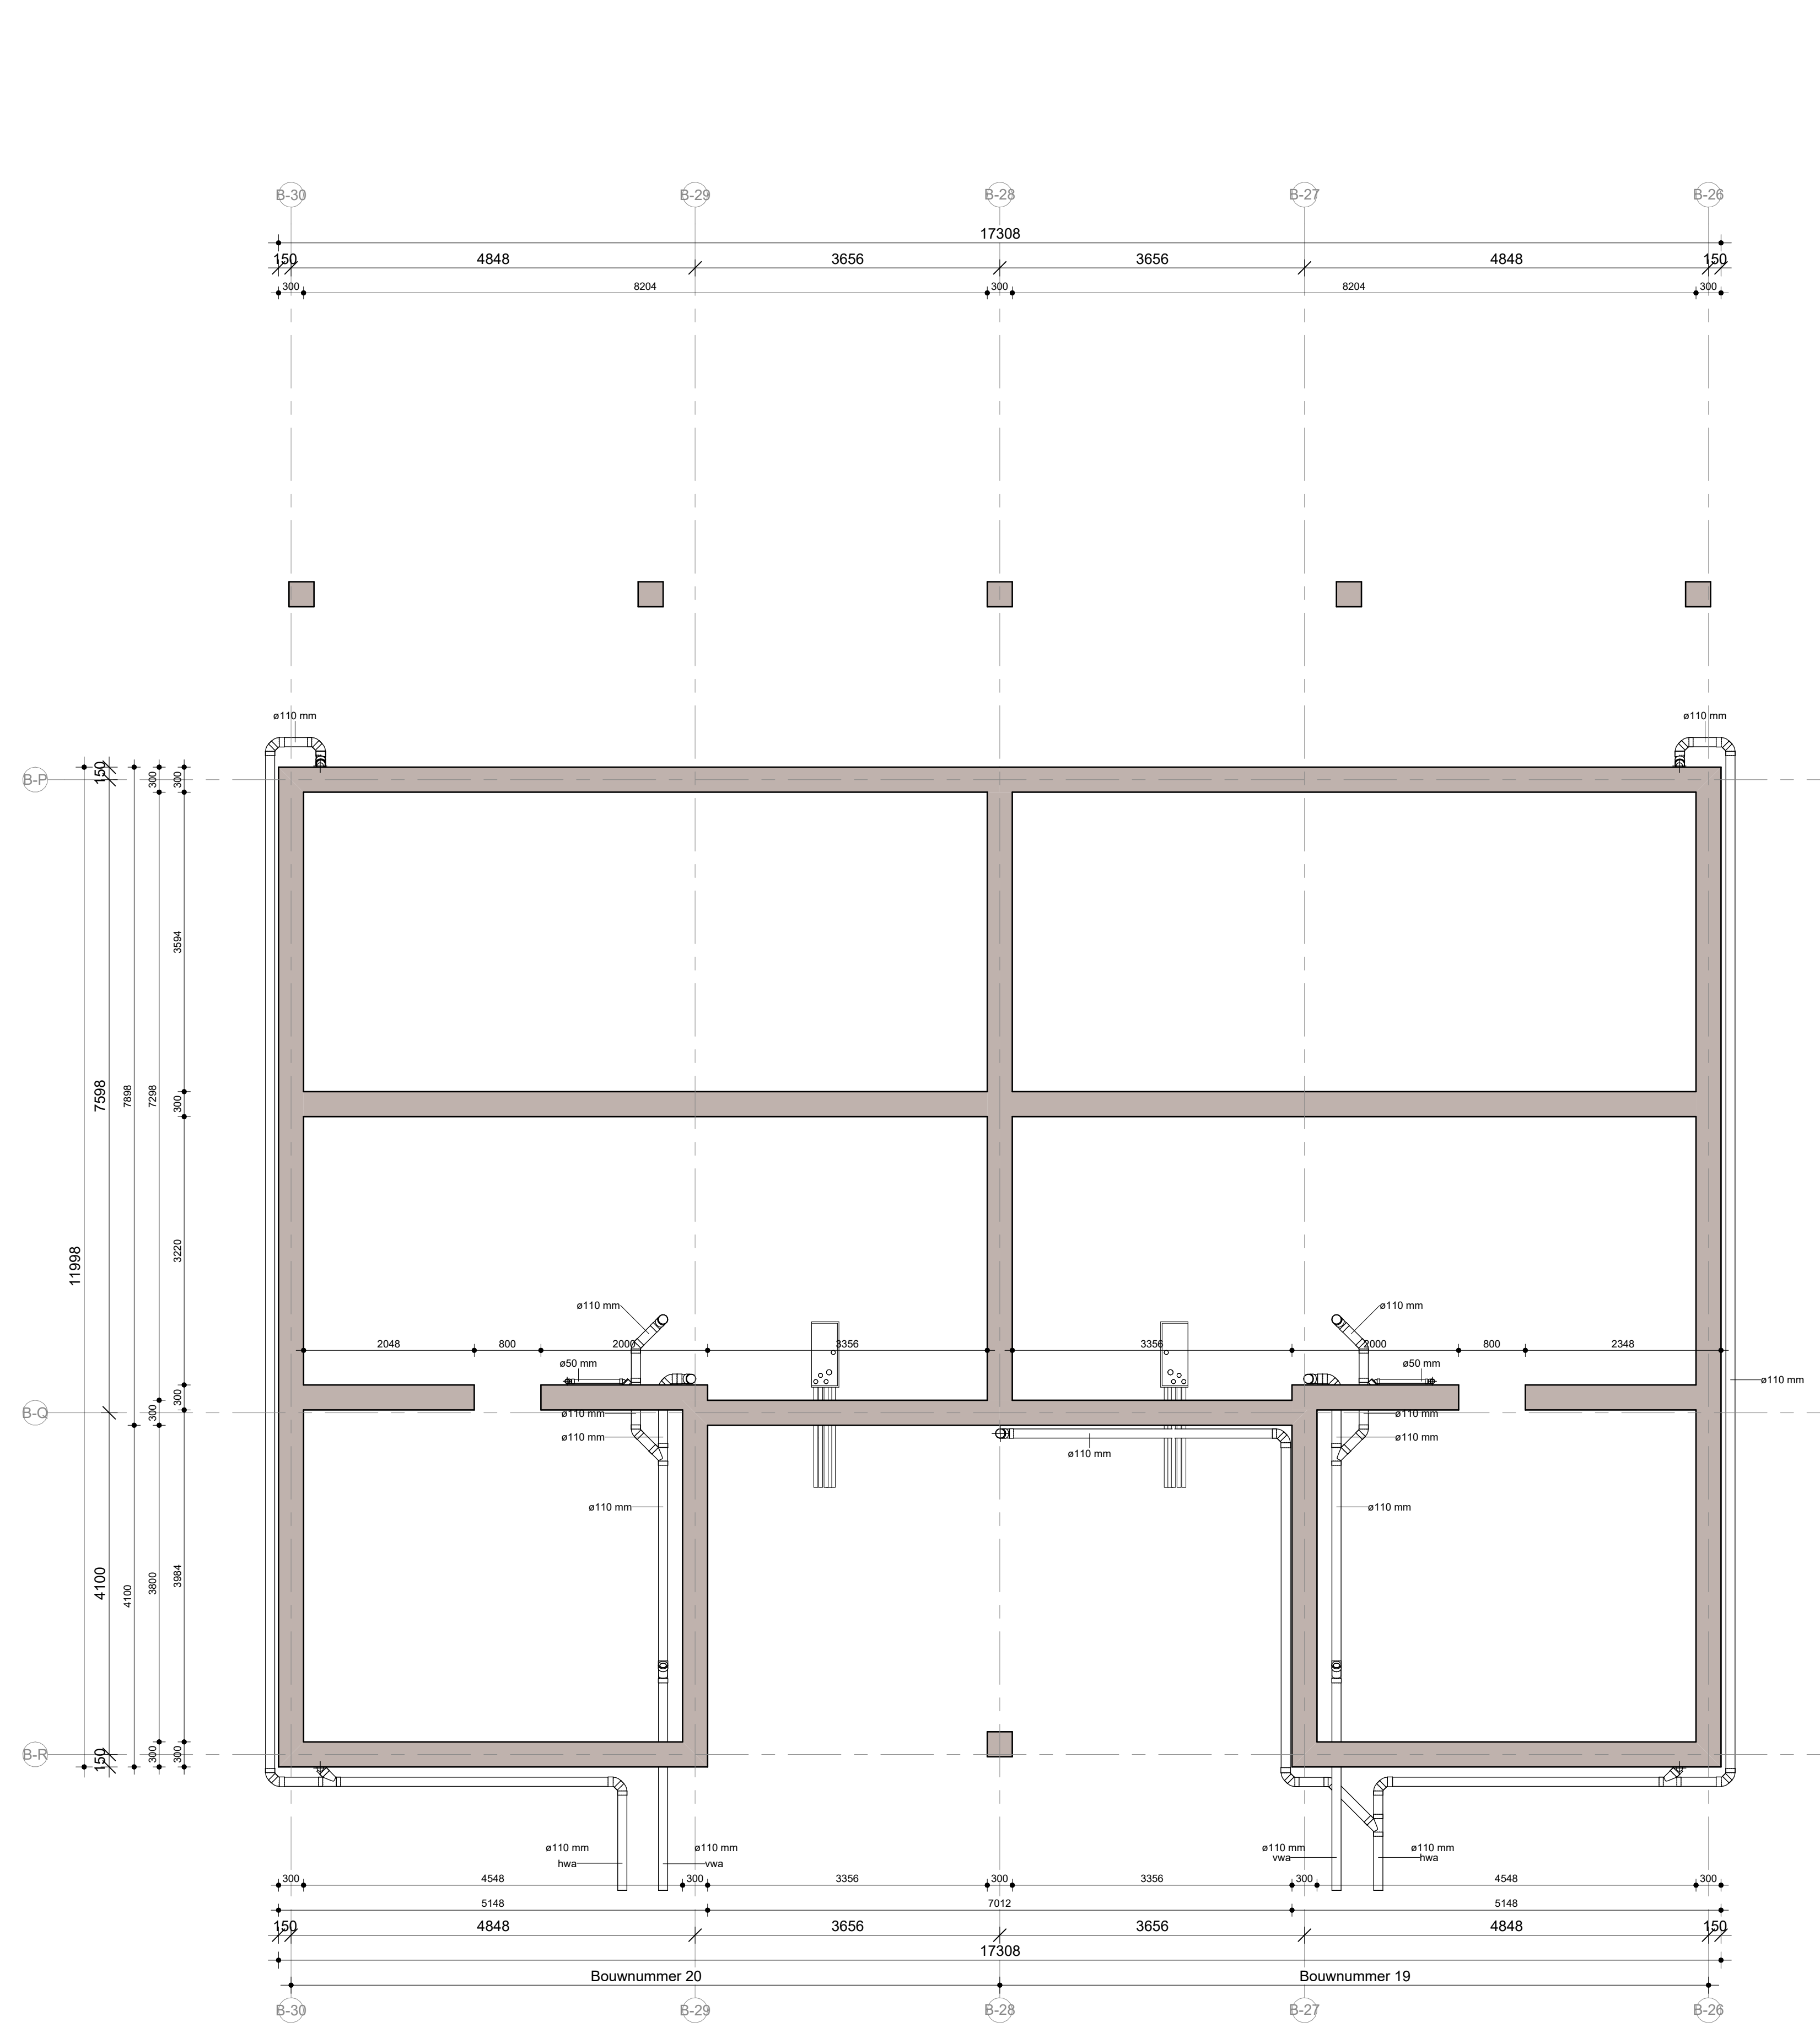 B-30 B-29 B-28 B-27 B-26
17308
150 4848 3656 3656 4848 150
300 8204 300 8204 300
ø110 mm ø110 mm
B-P
150 300 300
3594
7598 7898 7298 300
11998
3220
ø110 mm ø110 mm
2048 800 2000 3356 3356 2000 800 2348
ø50 mm ø50 mm
ø110 mm
300 300
B-Q
ø110 mm ø110 mm
ø110 mm ø110 mm
ø110 mm
ø110 mm ø110 mm
4100 4100 3800 3984
B-R
150 300 300
ø110 mm ø110 mm ø110 mm ø110 mm
hwa vwa vwa hwa
300 4548 300 3356 300 3356 300 4548 300
5148 7012 5148
150 4848 3656 3656 4848 150
17308
Bouwnummer 20 Bouwnummer 19
B-30 B-29 B-28 B-27 B-26